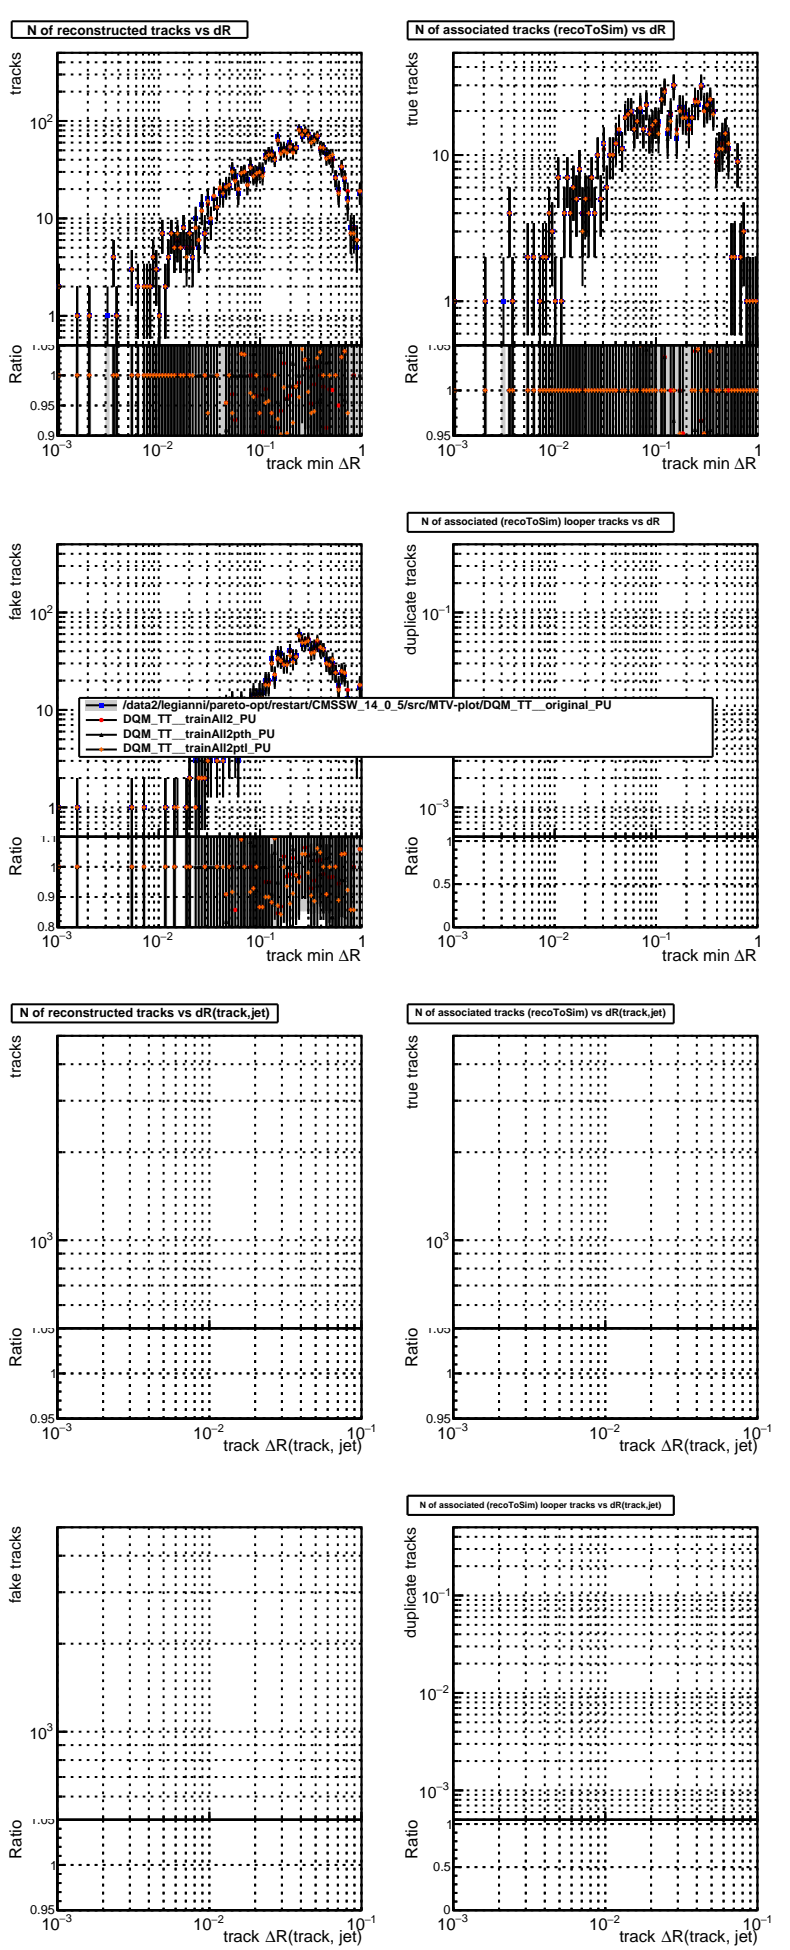 N of reconstructed tracks vs dR
N of associated tracks (recoToSim) vs dR
tracks
10²
10
1
Ratio
1
0.95
0.9
10⁻³ 10⁻² 10⁻¹ 1
track min ΔR
true tracks
10
1
Ratio
1.05
1
0.95
10⁻³ 10⁻² 10⁻¹ 1
track min ΔR
N of associated (recoToSim) looper tracks vs dR
fake tracks
10²
10
1
Ratio
1
0.9
0.8
10⁻³ 10⁻² 10⁻¹ 1
track min ΔR
duplicate tracks
10⁻¹
10⁻³
Ratio
1
0.5
0
10⁻³ 10⁻² 10⁻¹ 1
track min ΔR
/data2/legianni/pareto-opt/restart/CMSSW_14_0_5/src/MTV-plot/DQM_TT__original_PU
DQM_TT__trainAll2_PU
DQM_TT__trainAll2pth_PU
DQM_TT__trainAll2ptl_PU
N of reconstructed tracks vs dR(track,jet)
N of associated tracks (recoToSim) vs dR(track,jet)
tracks
10³
Ratio
1.05
1
0.95
10⁻³ 10⁻² 10⁻¹
track ΔR(track, jet)
true tracks
10³
Ratio
1.05
1
0.95
10⁻³ 10⁻² 10⁻¹
track ΔR(track, jet)
N of associated (recoToSim) looper tracks vs dR(track,jet)
fake tracks
10³
Ratio
1.05
1
0.95
10⁻³ 10⁻² 10⁻¹
track ΔR(track, jet)
duplicate tracks
10⁻¹
10⁻²
10⁻³
Ratio
1
0.5
0
10⁻³ 10⁻² 10⁻¹
track ΔR(track, jet)